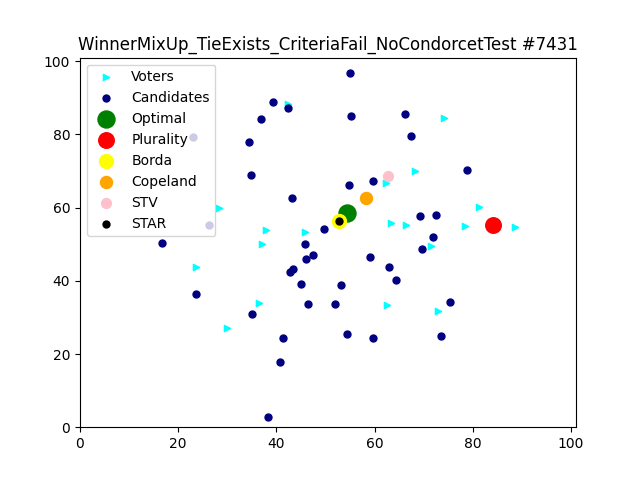 WinnerMixUp_TieExists_CriteriaFail_NoCondorcetTest #7431
100
80
60
40
20
0
Voters
Candidates
Optimal
Plurality
Borda
Copeland
STV
STAR
0 20 40 60 80 100